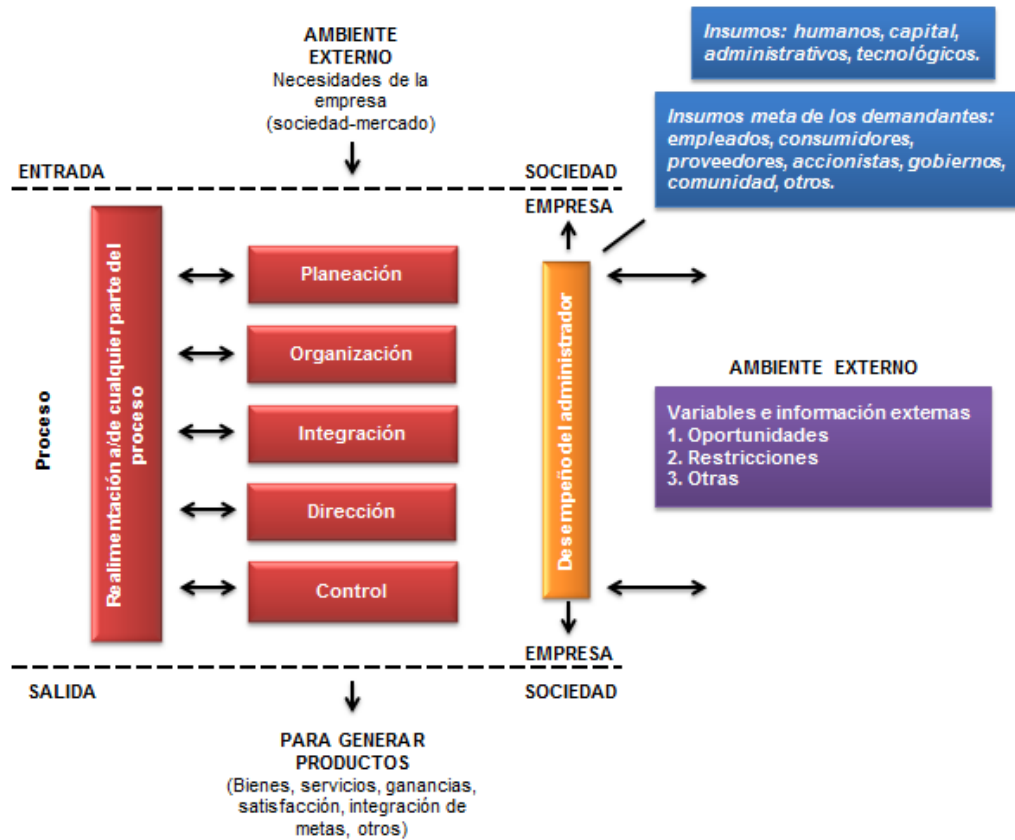 AMBIENTE
EXTERNO
Necesidades de la
empresa
(sociedad-mercado)
Insumos: humanos, capital,
administrativos, tecnológicos.
Insumos meta de los demandantes:
empleados, consumidores,
proveedores, accionistas, gobiernos,
comunidad, otros.
ENTRADA
SOCIEDAD
EMPRESA
Proceso
Realimentación a/de cualquier parte del
proceso
Planeación
Organización
Integración
Dirección
Control
Desempeño del administrador
AMBIENTE EXTERNO
Variables e información externas
1. Oportunidades
2. Restricciones
3. Otras
EMPRESA
SALIDA
SOCIEDAD
PARA GENERAR
PRODUCTOS
(Bienes, servicios, ganancias,
satisfacción, integración de
metas, otros)